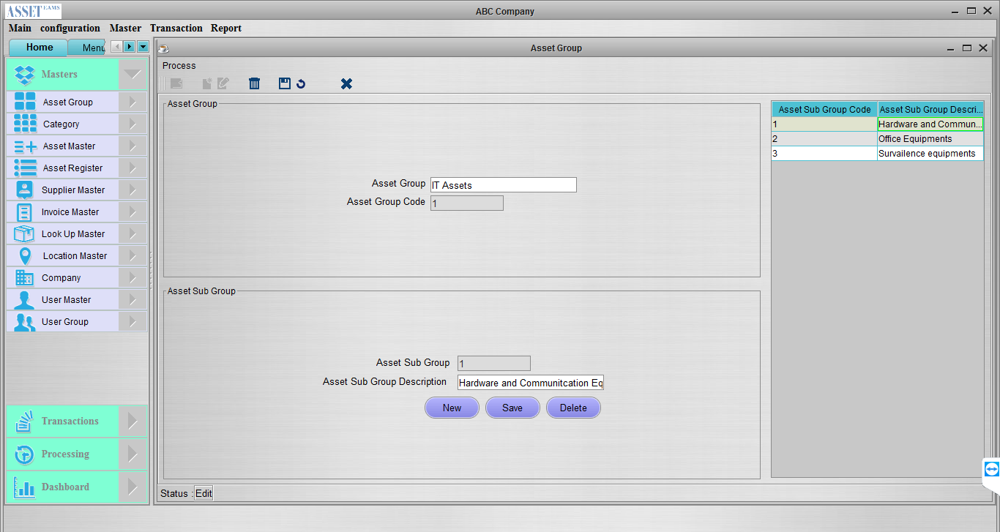 ASSET EAMS
ABC Company
Main configuration Master Transaction Report
Home Menu
Asset Group
Process
Masters
Asset Group
Category
Asset Master
Asset Register
Supplier Master
Invoice Master
Look Up Master
Location Master
Company
User Master
User Group
Transactions
Processing
Dashboard
Asset Group
Asset Group IT Assets
Asset Group Code 1
Asset Sub Group
Asset Sub Group 1
Asset Sub Group Description Hardware and Communitcation Eq
New Save Delete
Asset Sub Group Code Asset Sub Group Descri...
1 Hardware and Commun...
2 Office Equipments
3 Survailence equipments
Status : Edit